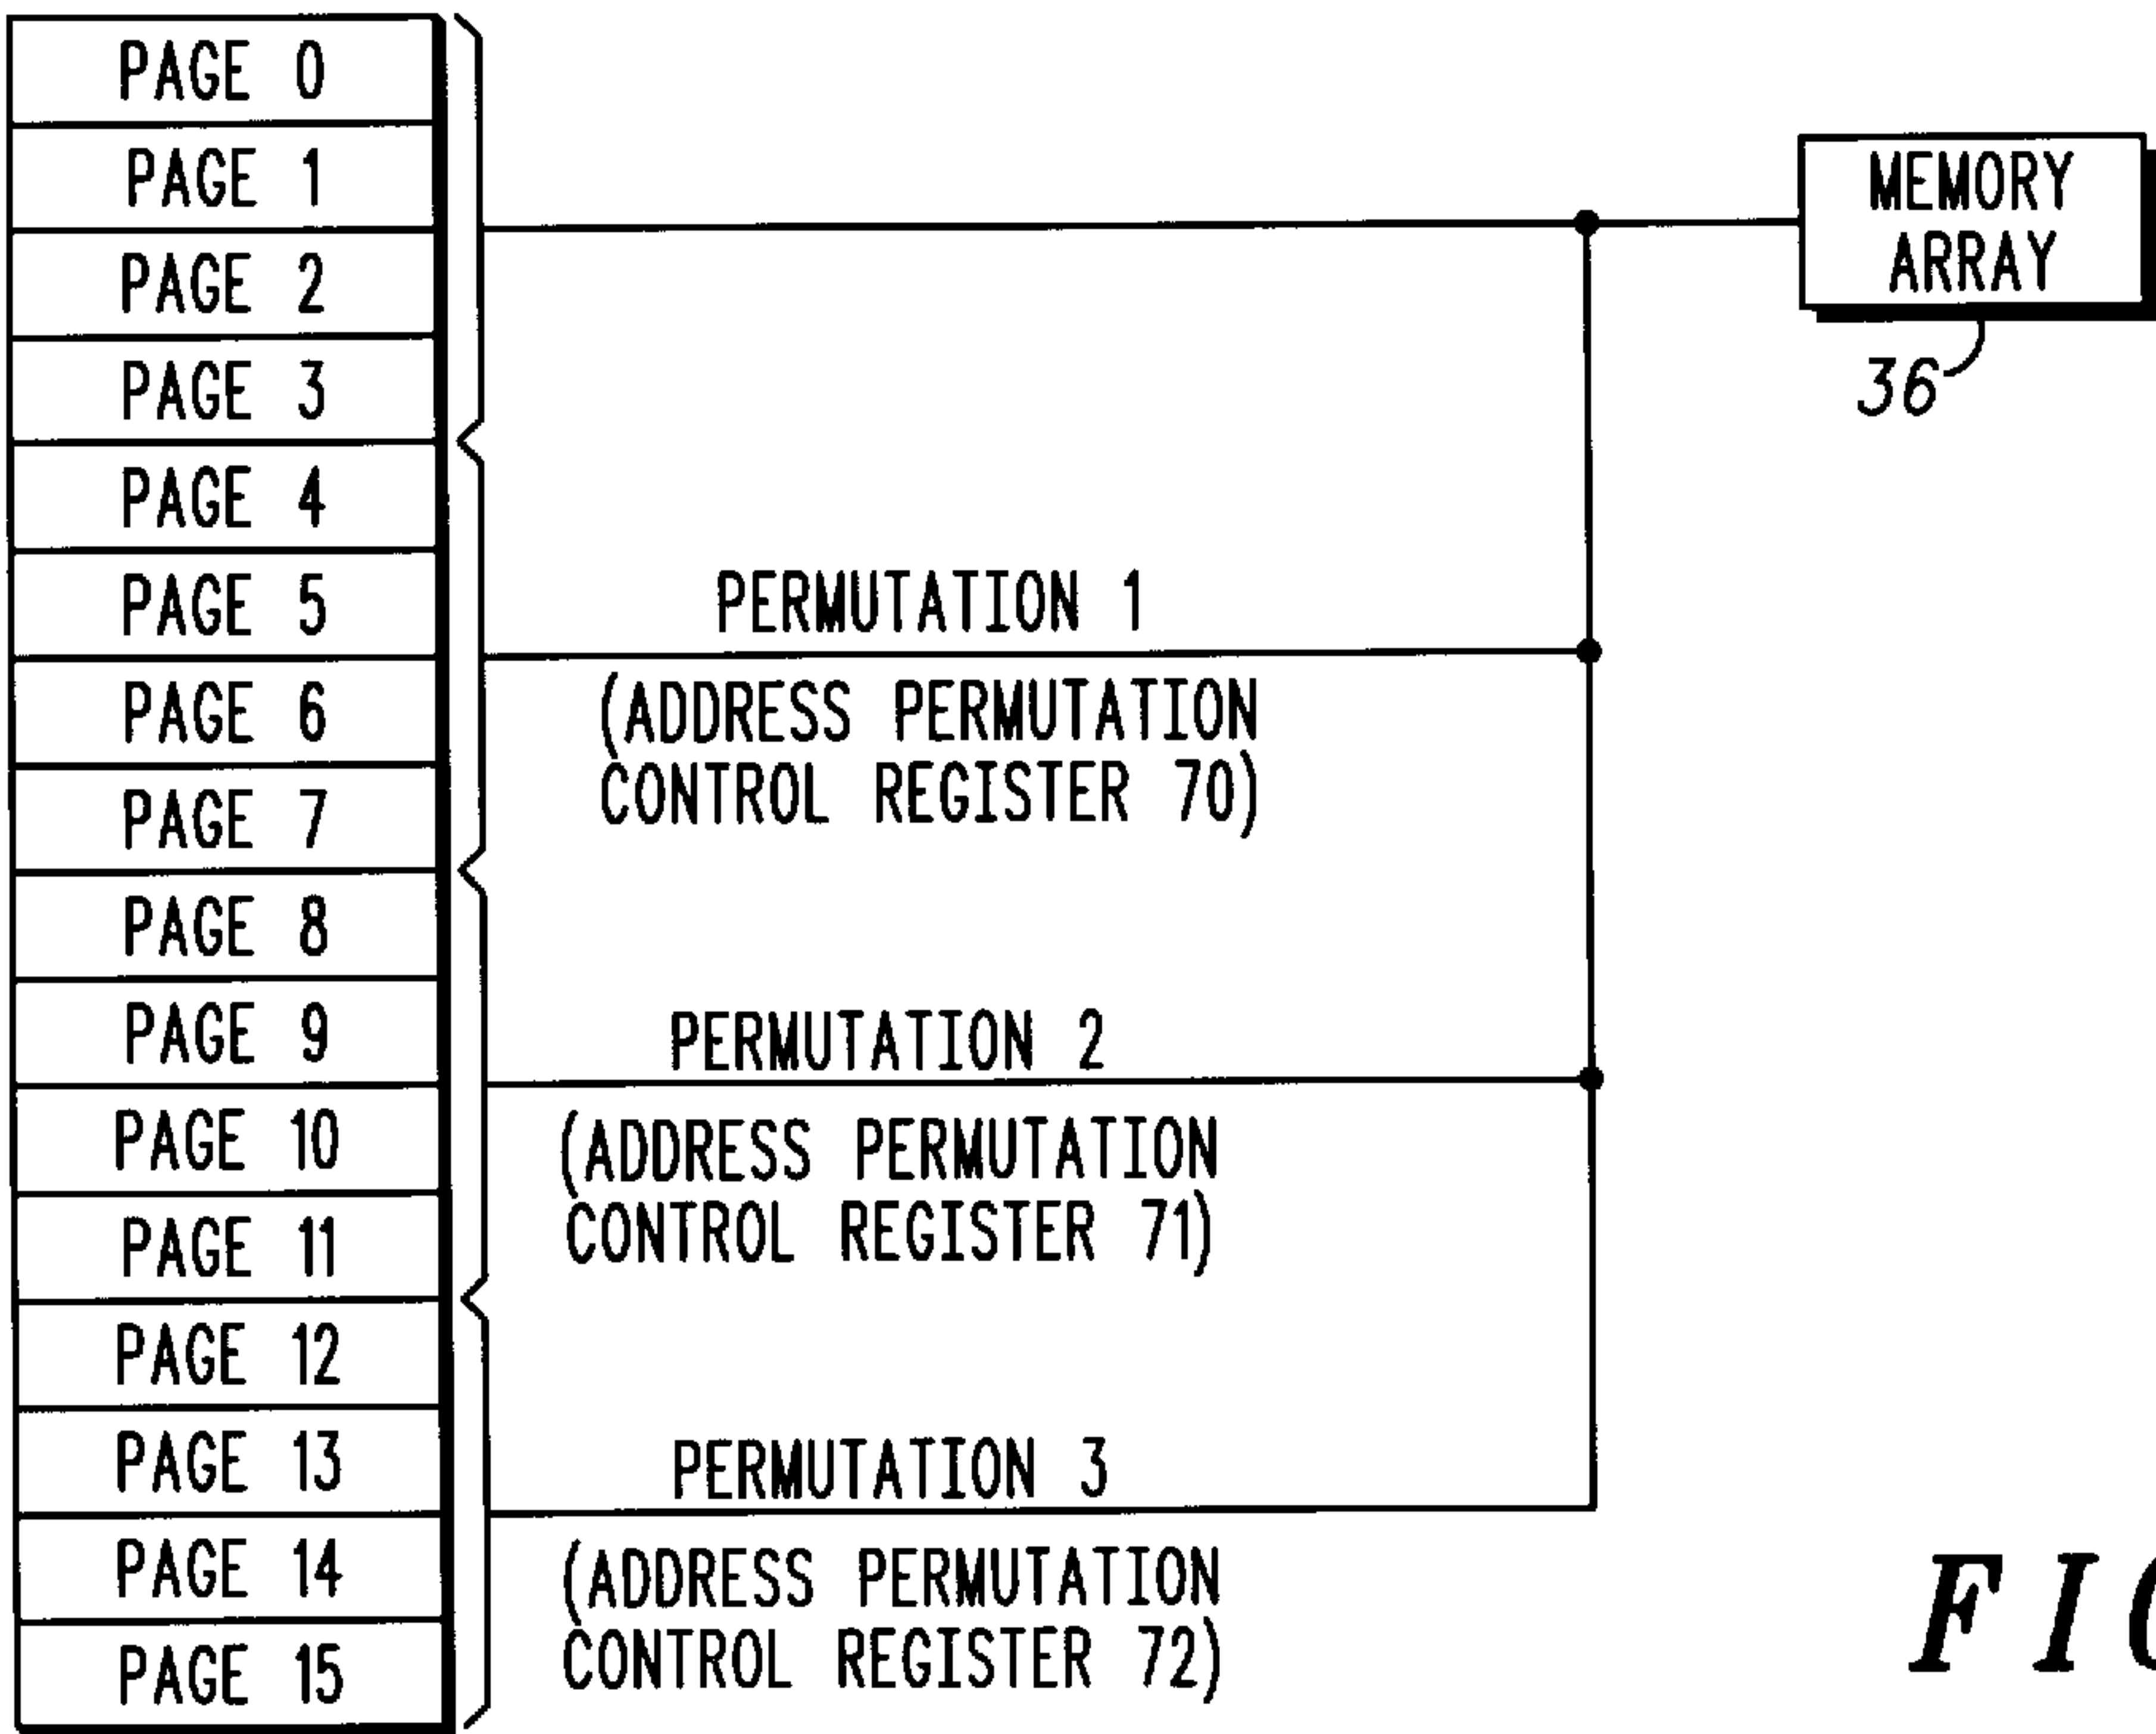 PAGE 0
PAGE 1
PAGE 2
PAGE 3
PAGE 4
PAGE 5
PAGE 6
PAGE 7
PAGE 8
PAGE 9
PAGE 10
PAGE 11
PAGE 12
PAGE 13
PAGE 14
PAGE 15
MEMORY
ARRAY
36
PERMUTATION 1
(ADDRESS PERMUTATION
CONTROL REGISTER 70)
PERMUTATION 2
(ADDRESS PERMUTATION
CONTROL REGISTER 71)
PERMUTATION 3
(ADDRESS PERMUTATION
CONTROL REGISTER 72)